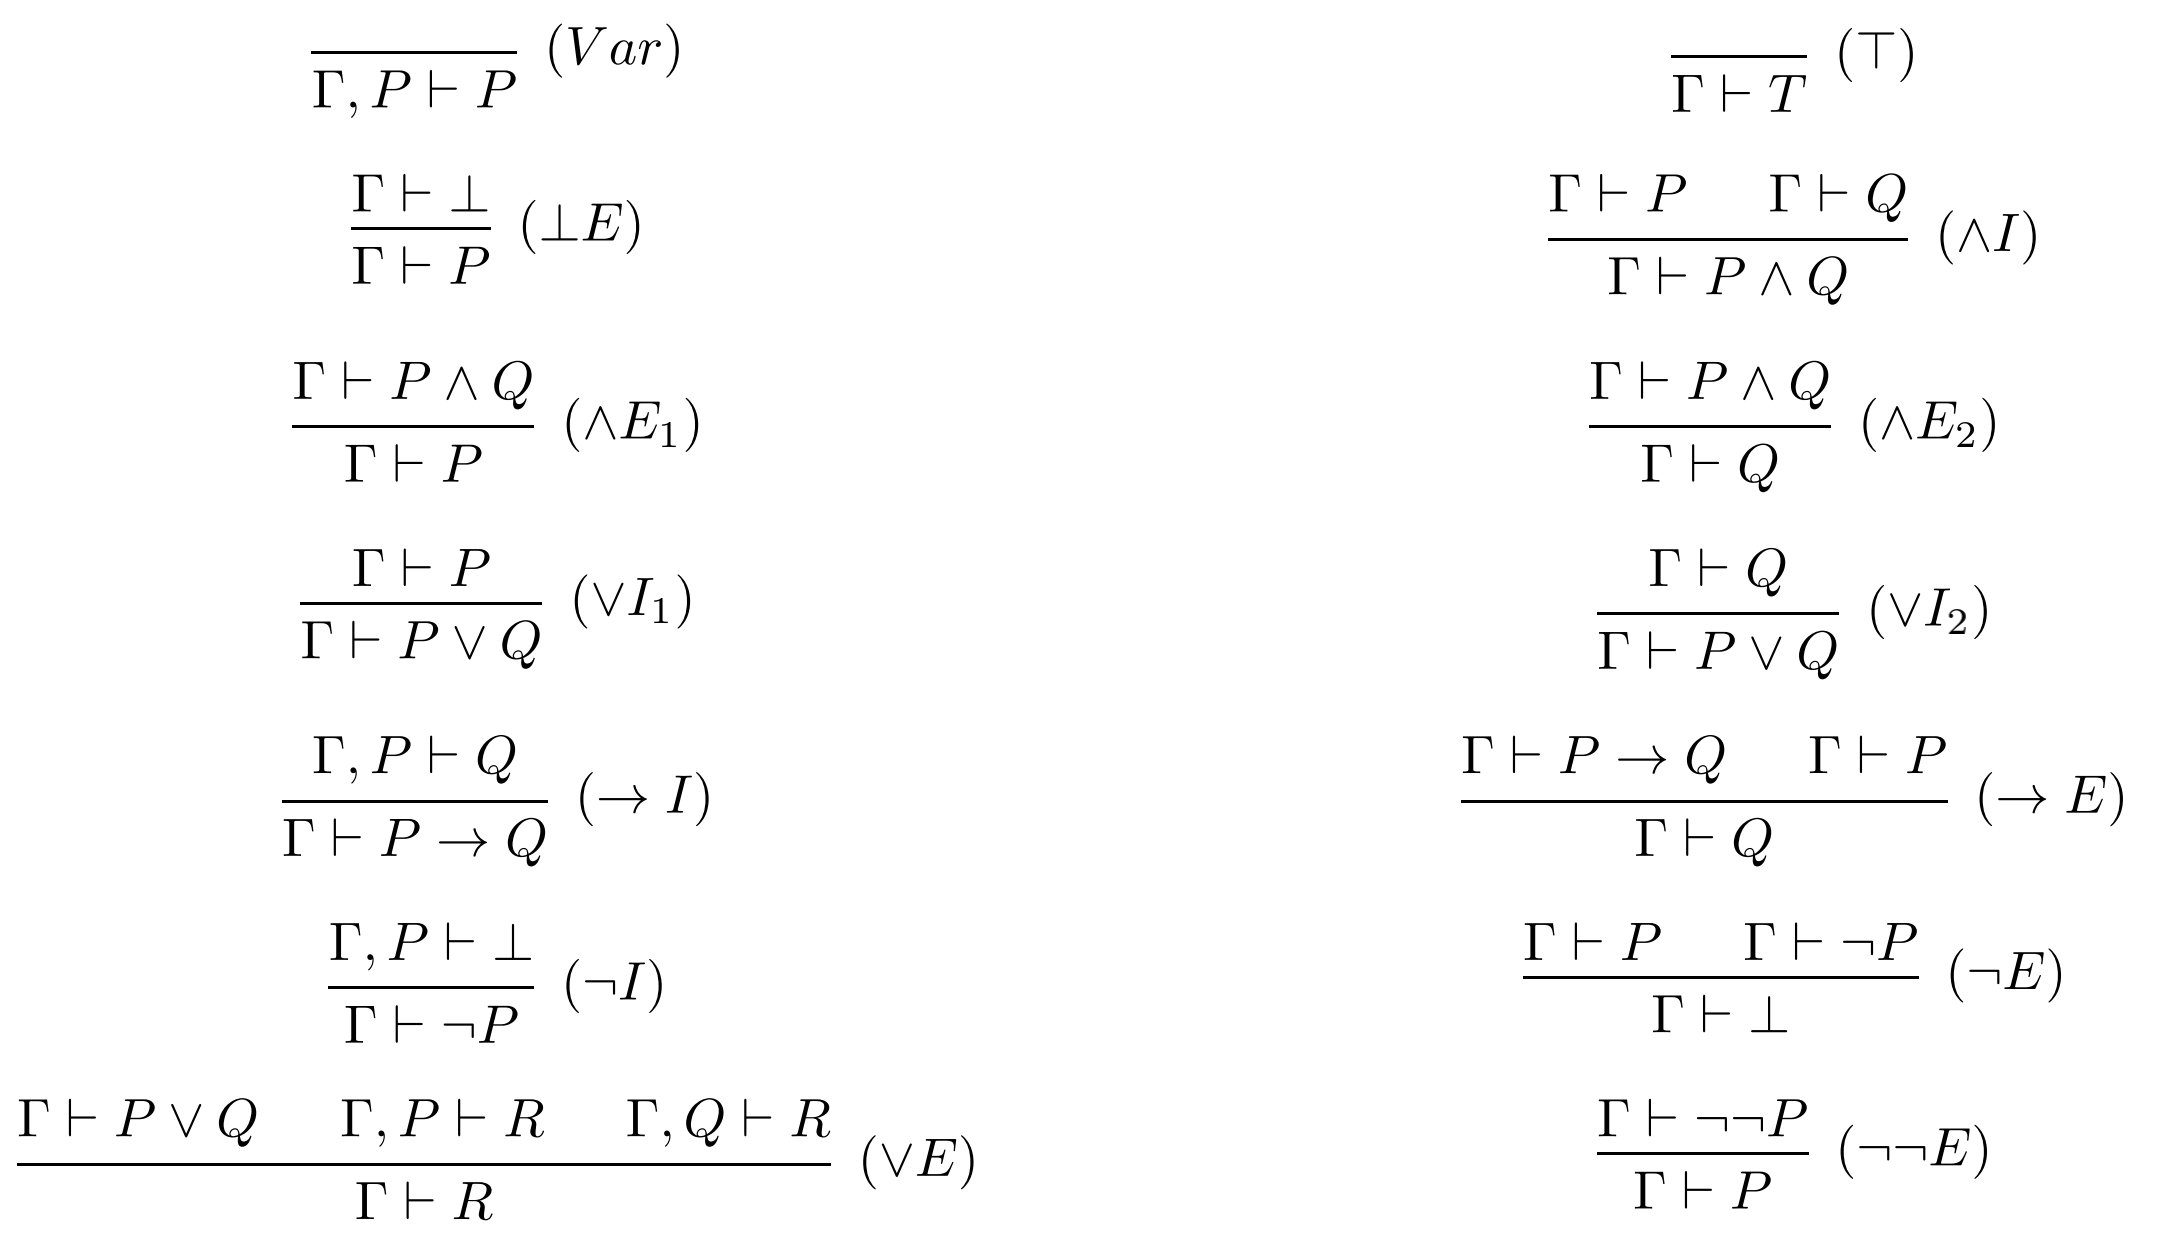 Γ, P ⊢ P (Var)
Γ ⊢ T (⊤)
Γ ⊢ ⊥
Γ ⊢ P (⊥E)
Γ ⊢ P Γ ⊢ Q
Γ ⊢ P ∧ Q (∧I)
Γ ⊢ P ∧ Q
Γ ⊢ P (∧E₁)
Γ ⊢ P ∧ Q
Γ ⊢ Q (∧E₂)
Γ ⊢ P
Γ ⊢ P ∨ Q (∨I₁)
Γ ⊢ Q
Γ ⊢ P ∨ Q (∨I₂)
Γ, P ⊢ Q
Γ ⊢ P → Q (→ I)
Γ ⊢ P → Q Γ ⊢ P
Γ ⊢ Q (→ E)
Γ, P ⊢ ⊥
Γ ⊢ ¬P (¬I)
Γ ⊢ P Γ ⊢ ¬P
Γ ⊢ ⊥ (¬E)
Γ ⊢ P ∨ Q Γ, P ⊢ R Γ, Q ⊢ R
Γ ⊢ R (∨E)
Γ ⊢ ¬¬P
Γ ⊢ P (¬¬E)